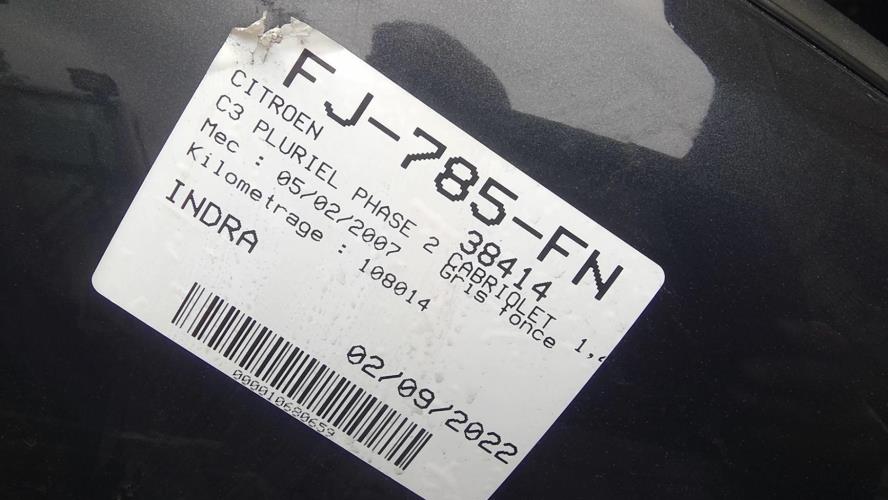 FJ-785-FN
CITROEN 38414
C3 PLURIEL PHASE 2 CABRIOLET 1,
Mec : 05/02/2007 Gris fonce
Kilometrage : 108014
INDRA
02/09/2022
000010680659